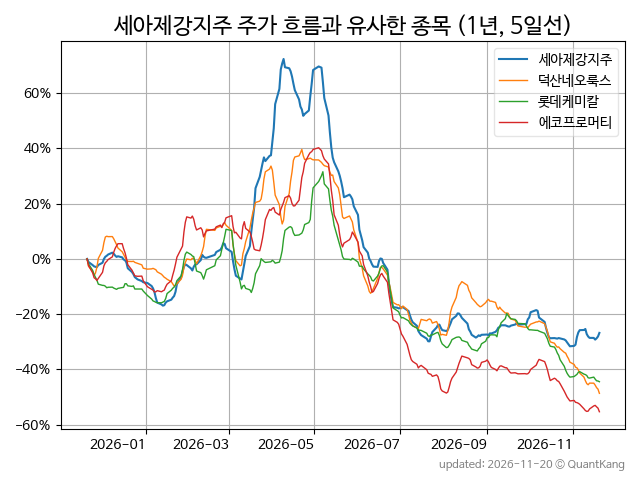 세아제강지주 주가 흐름과 유사한 종목 (1년, 5일선)
세아제강지주
덕산네오룩스
롯데케미칼
에코프로머티
60%
40%
20%
0%
−20%
−40%
−60%
2026-01
2026-03
2026-05
2026-07
2026-09
2026-11
updated: 2026-11-20 © QuantKang